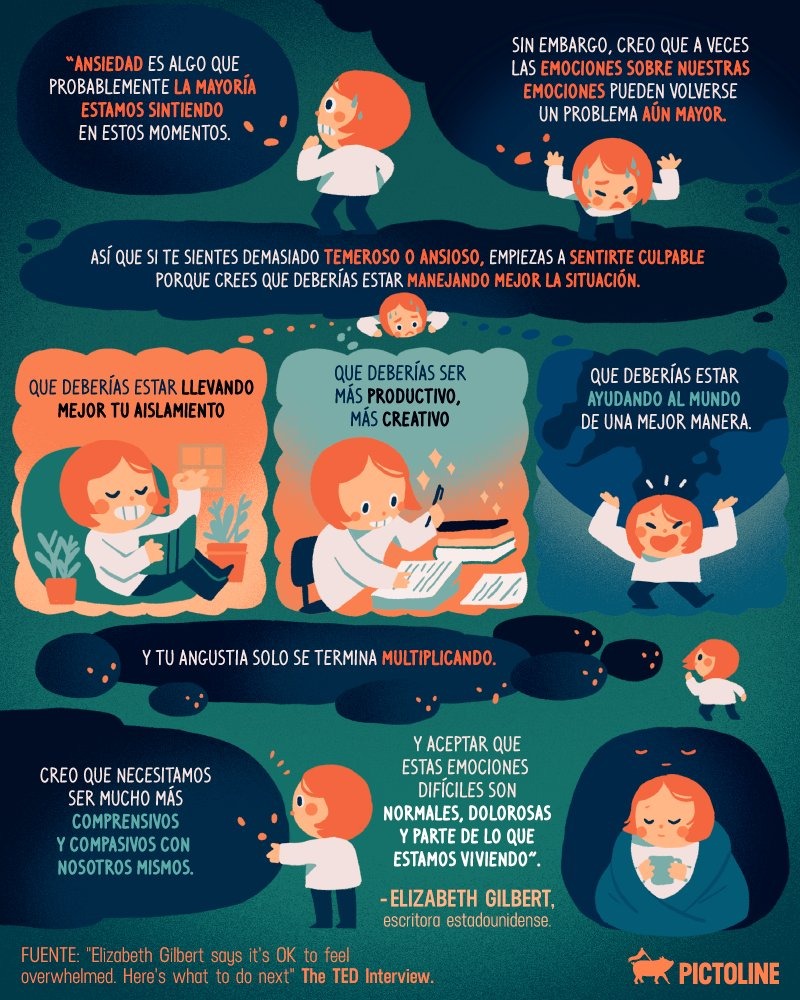 "ANSIEDAD ES ALGO QUE
PROBABLEMENTE LA MAYORÍA
ESTAMOS SINTIENDO
EN ESTOS MOMENTOS.
SIN EMBARGO, CREO QUE A VECES
LAS EMOCIONES SOBRE NUESTRAS
EMOCIONES PUEDEN VOLVERSE
UN PROBLEMA AÚN MAYOR.
ASÍ QUE SI TE SIENTES DEMASIADO TEMEROSO O ANSIOSO, EMPIEZAS A SENTIRTE CULPABLE
PORQUE CREES QUE DEBERÍAS ESTAR MANEJANDO MEJOR LA SITUACIÓN.
QUE DEBERÍAS ESTAR LLEVANDO
MEJOR TU AISLAMIENTO
QUE DEBERÍAS SER
MÁS PRODUCTIVO,
MÁS CREATIVO
QUE DEBERÍAS ESTAR
AYUDANDO AL MUNDO
DE UNA MEJOR MANERA.
Y TU ANGUSTIA SOLO SE TERMINA MULTIPLICANDO.
CREO QUE NECESITAMOS
SER MUCHO MÁS
COMPRENSIVOS
Y COMPASIVOS CON
NOSOTROS MISMOS.
Y ACEPTAR QUE
ESTAS EMOCIONES
DIFÍCILES SON
NORMALES, DOLOROSAS
Y PARTE DE LO QUE
ESTAMOS VIVIENDO".
-ELIZABETH GILBERT,
escritora estadounidense.
FUENTE: "Elizabeth Gilbert says it's OK to feel
overwhelmed. Here's what to do next" The TED Interview.
PICTOLINE